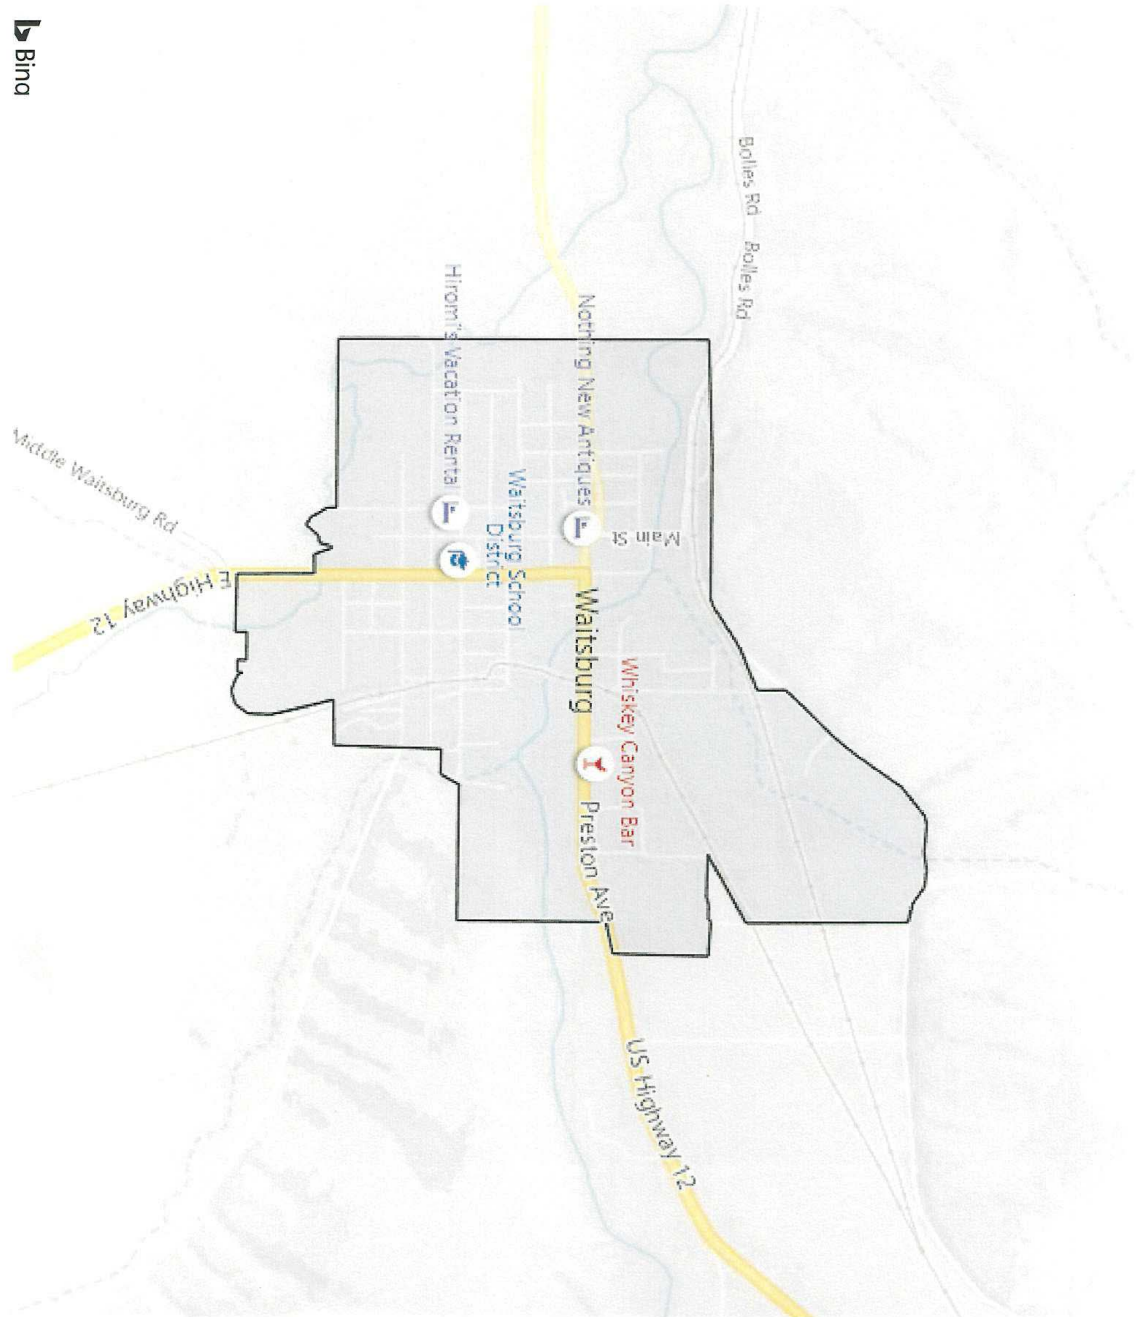 Bing
Bolles Rd
Bolles Rd
Nothing New Antiques
Hiromi's Vacation Rental
Waitsburg School
District
Main St
Middle Waitsburg Rd
E Highway 12
Waitsburg
Whiskey Canyon Bar
Preston Ave
US Highway 12